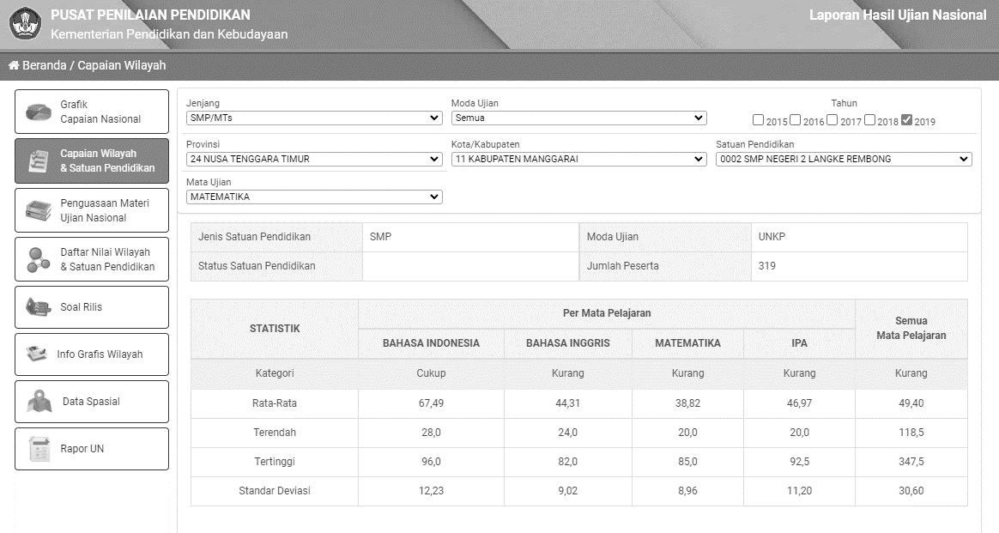 PUSAT PENILAIAN PENDIDIKAN
Kementerian Pendidikan dan Kebudayaan
Laporan Hasil Ujian Nasional
Beranda / Capaian Wilayah
Grafik
Capaian Nasional
Capaian Wilayah
& Satuan Pendidikan
Penguasaan Materi
Ujian Nasional
Daftar Nilai Wilayah
& Satuan Pendidikan
Soal Rilis
Info Grafis Wilayah
Data Spasial
Rapor UN
Jenjang Moda Ujian Tahun
SMP/MTs Semua 2015 2016 2017 2018 2019
Provinsi Kota/Kabupaten Satuan Pendidikan
24 NUSA TENGGARA TIMUR 11 KABUPATEN MANGGARAI 0002 SMP NEGERI 2 LANGKE REMBONG
Mata Ujian
MATEMATIKA
Jenis Satuan Pendidikan SMP Moda Ujian UNKP
Status Satuan Pendidikan Jumlah Peserta 319
STATISTIK Per Mata Pelajaran Semua
Mata Pelajaran
BAHASA INDONESIA BAHASA INGGRIS MATEMATIKA IPA
Kategori Cukup Kurang Kurang Kurang Kurang
Rata-Rata 67,49 44,31 38,82 46,97 49,40
Terendah 28,0 24,0 20,0 20,0 118,5
Tertinggi 96,0 82,0 85,0 92,5 347,5
Standar Deviasi 12,23 9,02 8,96 11,20 30,60